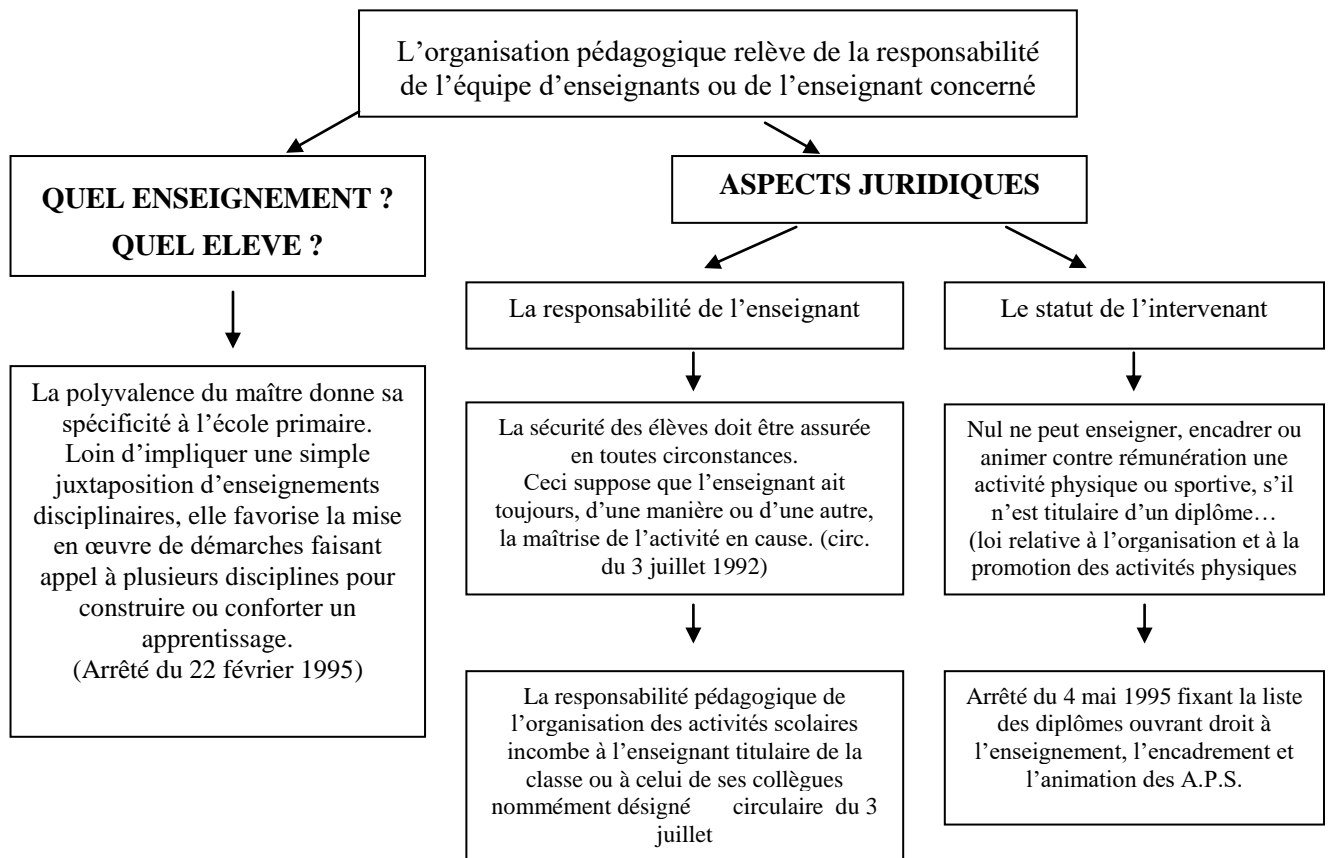 L’organisation pédagogique relève de la responsabilité
de l’équipe d’enseignants ou de l’enseignant concerné
QUEL ENSEIGNEMENT ?
QUEL ELEVE ?
ASPECTS JURIDIQUES
La responsabilité de l’enseignant
Le statut de l’intervenant
La polyvalence du maître donne sa
spécificité à l’école primaire.
Loin d’impliquer une simple
juxtaposition d’enseignements
disciplinaires, elle favorise la mise
en œuvre de démarches faisant
appel à plusieurs disciplines pour
construire ou conforter un
apprentissage.
(Arrêté du 22 février 1995)
La sécurité des élèves doit être assurée
en toutes circonstances.
Ceci suppose que l’enseignant ait
toujours, d’une manière ou d’une autre,
la maîtrise de l’activité en cause. (circ.
du 3 juillet 1992)
Nul ne peut enseigner, encadrer ou
animer contre rémunération une
activité physique ou sportive, s’il
n’est titulaire d’un diplôme…
(loi relative à l’organisation et à la
promotion des activités physiques
La responsabilité pédagogique de
l’organisation des activités scolaires
incombe à l’enseignant titulaire de la
classe ou à celui de ses collègues
nommément désigné circulaire du 3
juillet
Arrêté du 4 mai 1995 fixant la liste
des diplômes ouvrant droit à
l’enseignement, l’encadrement et
l’animation des A.P.S.